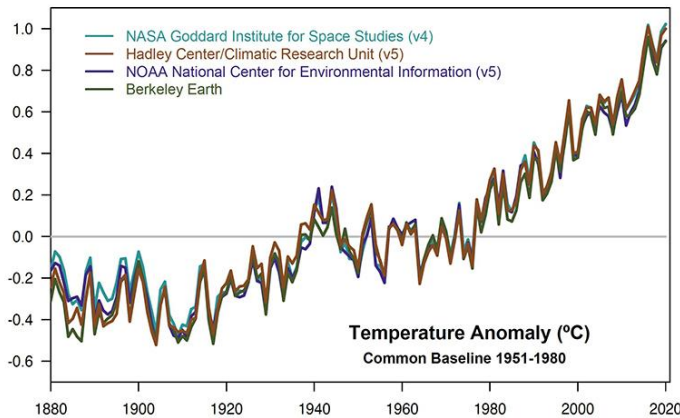 1.0
0.8
0.6
0.4
0.2
0.0
-0.2
-0.4
-0.6
NASA Goddard Institute for Space Studies (v4)
Hadley Center/Climatic Research Unit (v5)
NOAA National Center for Environmental Information (v5)
Berkeley Earth
Temperature Anomaly (ºC)
Common Baseline 1951-1980
1880 1900 1920 1940 1960 1980 2000 2020